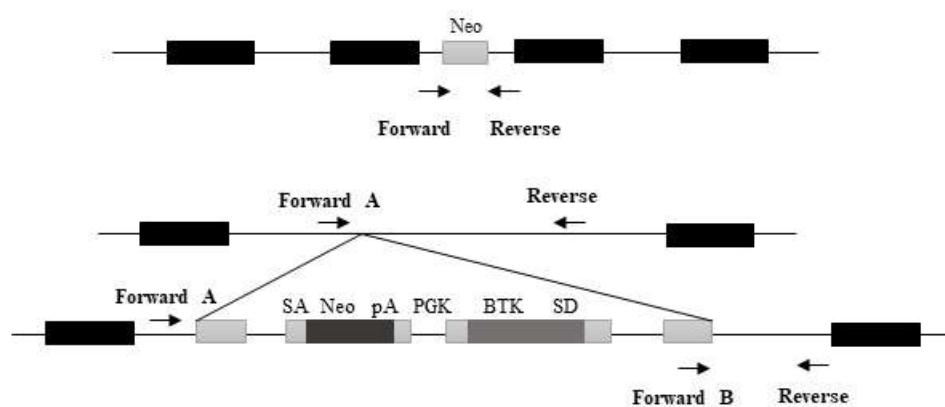 Neo
Forward Reverse
Forward A Reverse
Forward A SA Neo pA PGK BTK SD
Forward B Reverse